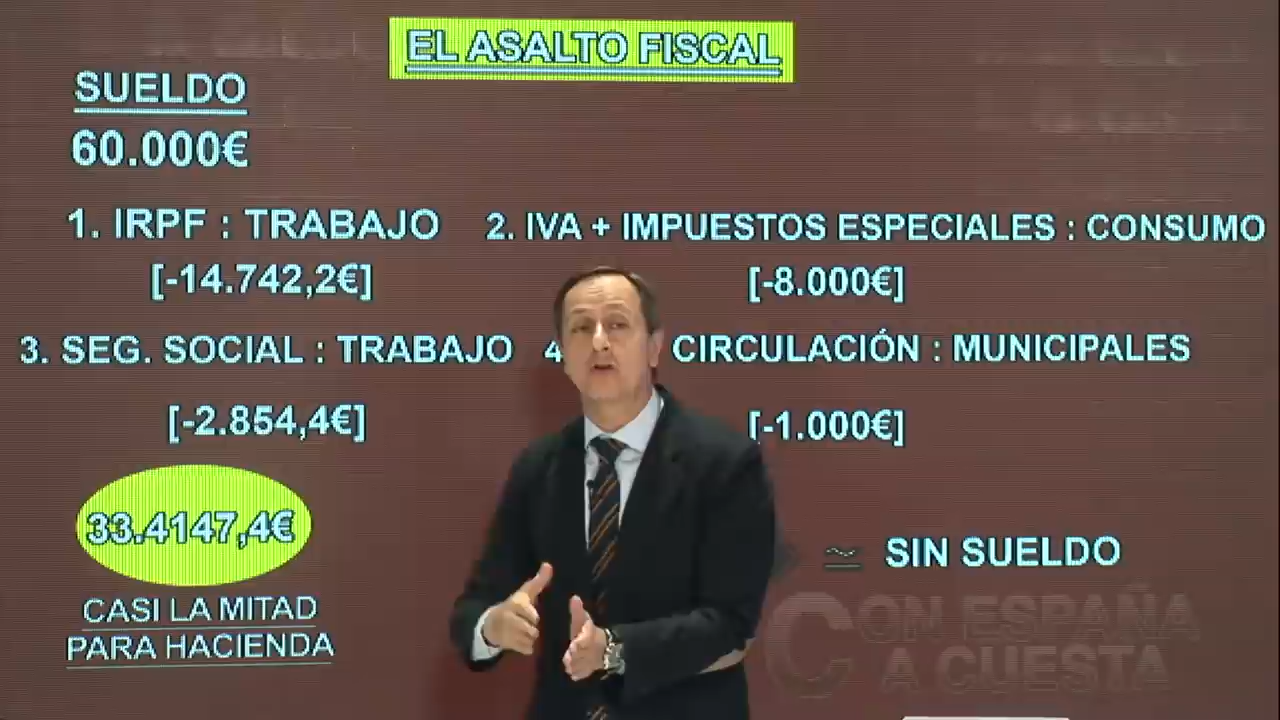 EL ASALTO FISCAL
SUELDO
60.000€
1. IRPF : TRABAJO
[-14.742,2€]
2. IVA + IMPUESTOS ESPECIALES : CONSUMO
[-8.000€]
3. SEG. SOCIAL : TRABAJO
[-2.854,4€]
4 CIRCULACIÓN : MUNICIPALES
[-1.000€]
33.4147,4€
CASI LA MITAD
PARA HACIENDA
≃ SIN SUELDO
CON ESPAÑA
A CUESTA